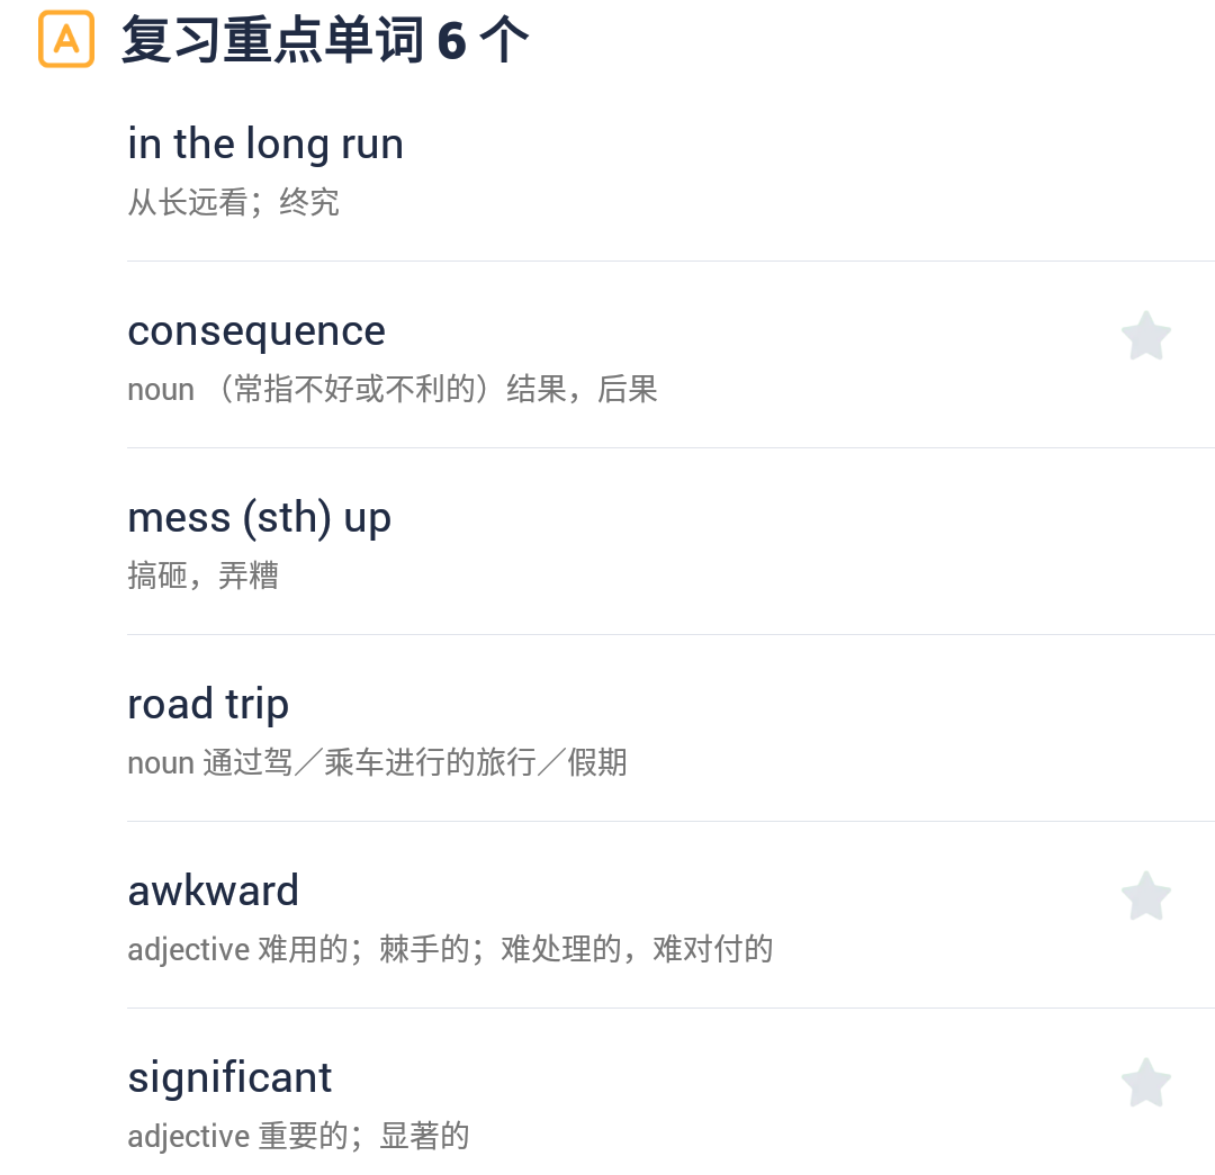 A 复习重点单词 6 个
in the long run
从长远看；终究
consequence
noun （常指不好或不利的）结果，后果
mess (sth) up
搞砸，弄糟
road trip
noun 通过驾／乘车进行的旅行／假期
awkward
adjective 难用的；棘手的；难处理的，难对付的
significant
adjective 重要的；显著的